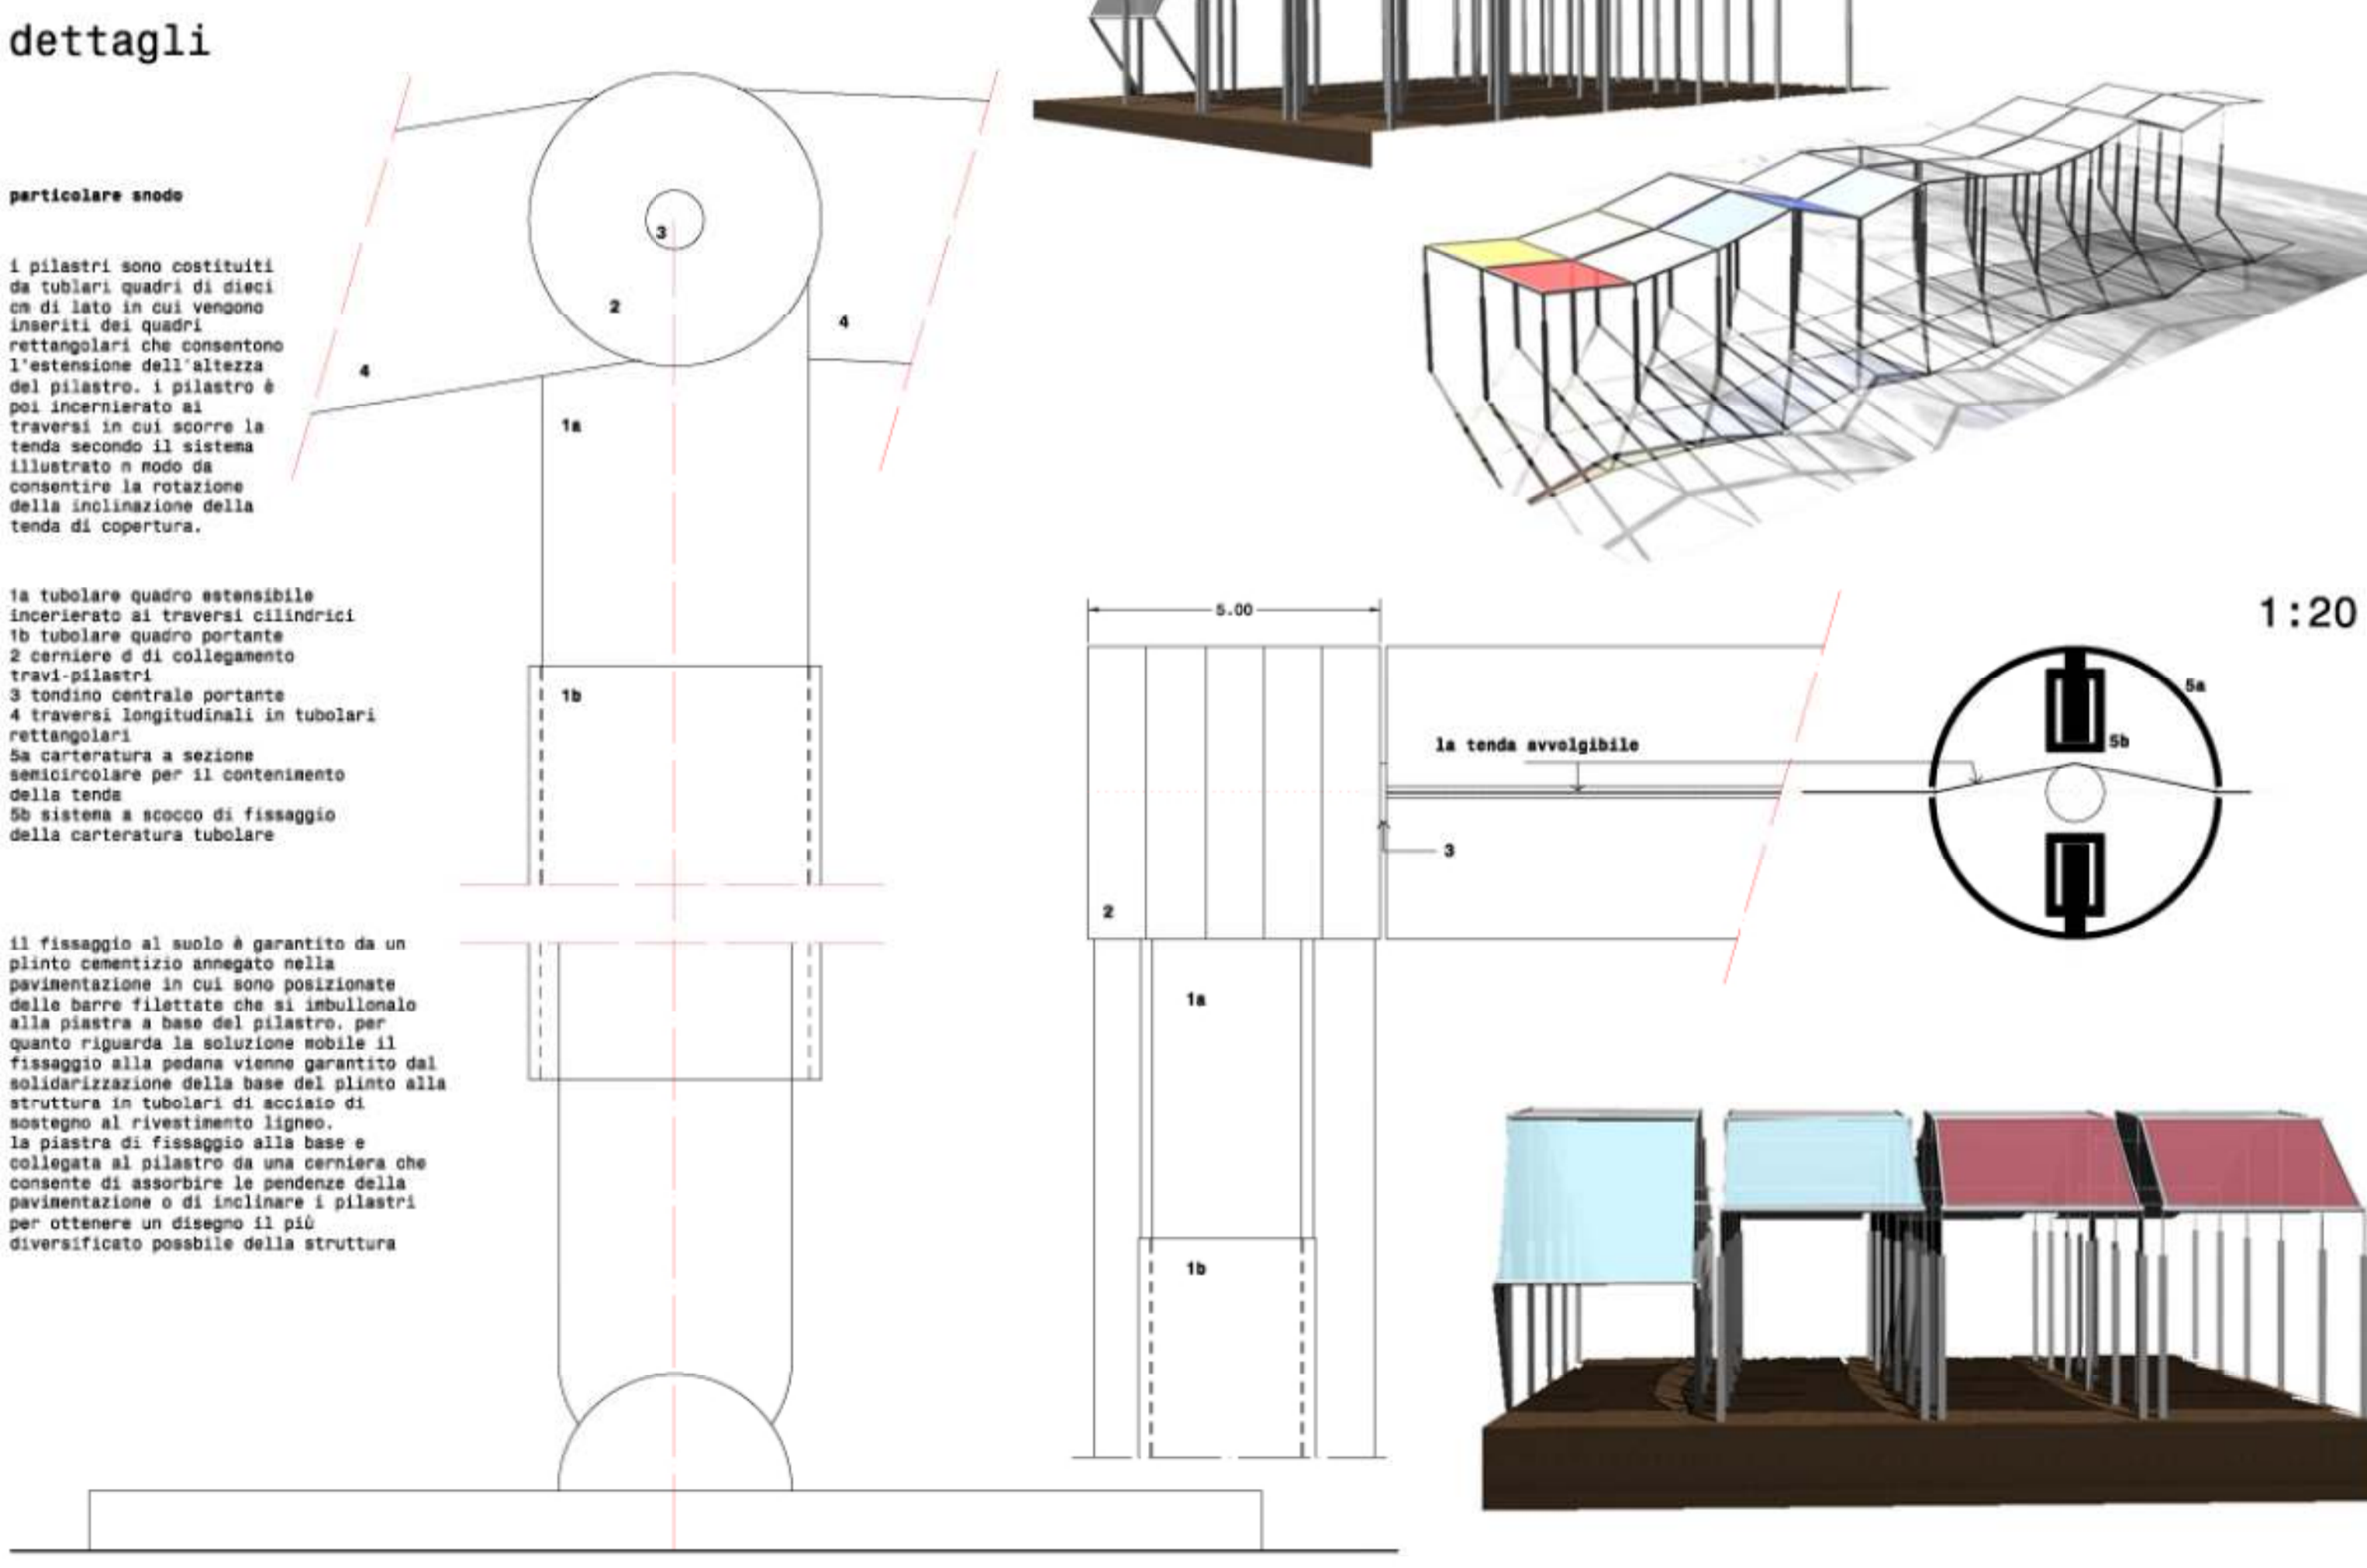 dettagli
particolare snodo
i pilastri sono costituiti
da tublari quadri di dieci
cm di lato in cui vengono
inseriti dei quadri
rettangolari che consentono
l'estensione dell'altezza
del pilastro. i pilastro è
poi incernierato ai
traversi in cui scorre la
tenda secondo il sistema
illustrato n modo da
consentire la rotazione
della inclinazione della
tenda di copertura.
1a tubolare quadro estensibile
incerierato ai traversi cilindrici
1b tubolare quadro portante
2 cerniere d di collegamento
travi-pilastri
3 tondino centrale portante
4 traversi longitudinali in tubolari
rettangolari
5a carteratura a sezione
semicircolare per il contenimento
della tenda
5b sistema a scocco di fissaggio
della carteratura tubolare
il fissaggio al suolo è garantito da un
plinto cementizio annegato nella
pavimentazione in cui sono posizionate
delle barre filettate che si imbullonalo
alla piastra a base del pilastro. per
quanto riguarda la soluzione mobile il
fissaggio alla pedana vienne garantito dal
solidarizzazione della base del plinto alla
struttura in tubolari di acciaio di
sostegno al rivestimento ligneo.
la piastra di fissaggio alla base e
collegata al pilastro da una cerniera che
consente di assorbire le pendenze della
pavimentazione o di inclinare i pilastri
per ottenere un disegno il più
diversificato possbile della struttura
3
2
4
4
1a
1b
5.00
1:20
la tenda avvolgibile
5a
5b
3
2
1a
1b